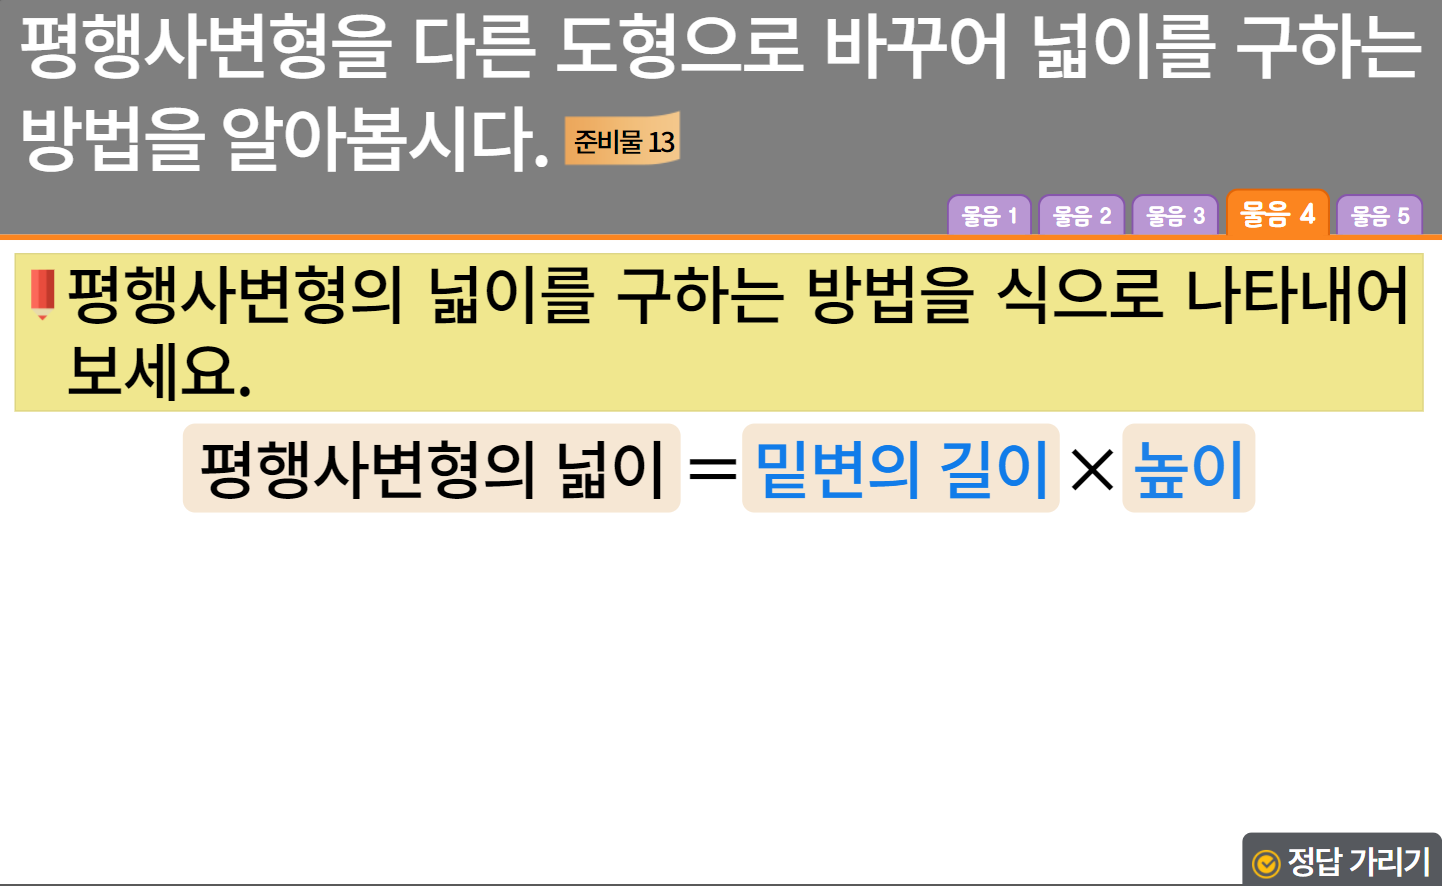 평행사변형을 다른 도형으로 바꾸어 넓이를 구하는
방법을 알아봅시다. 준비물 13
물음 1 물음 2 물음 3 물음 4 물음 5
평행사변형의 넓이를 구하는 방법을 식으로 나타내어
보세요.
평행사변형의 넓이 = 밑변의 길이 × 높이
정답 가리기